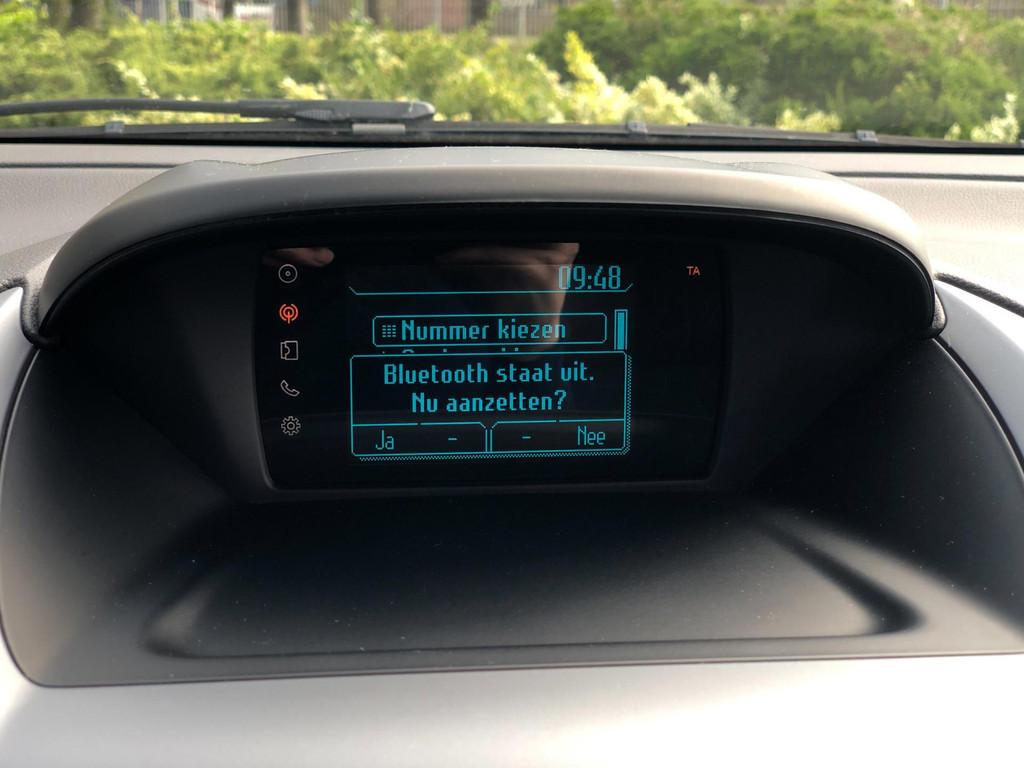 09:48
TA
Nummer kiezen
Bluetooth staat uit.
Nu aanzetten?
Ja - - Nee